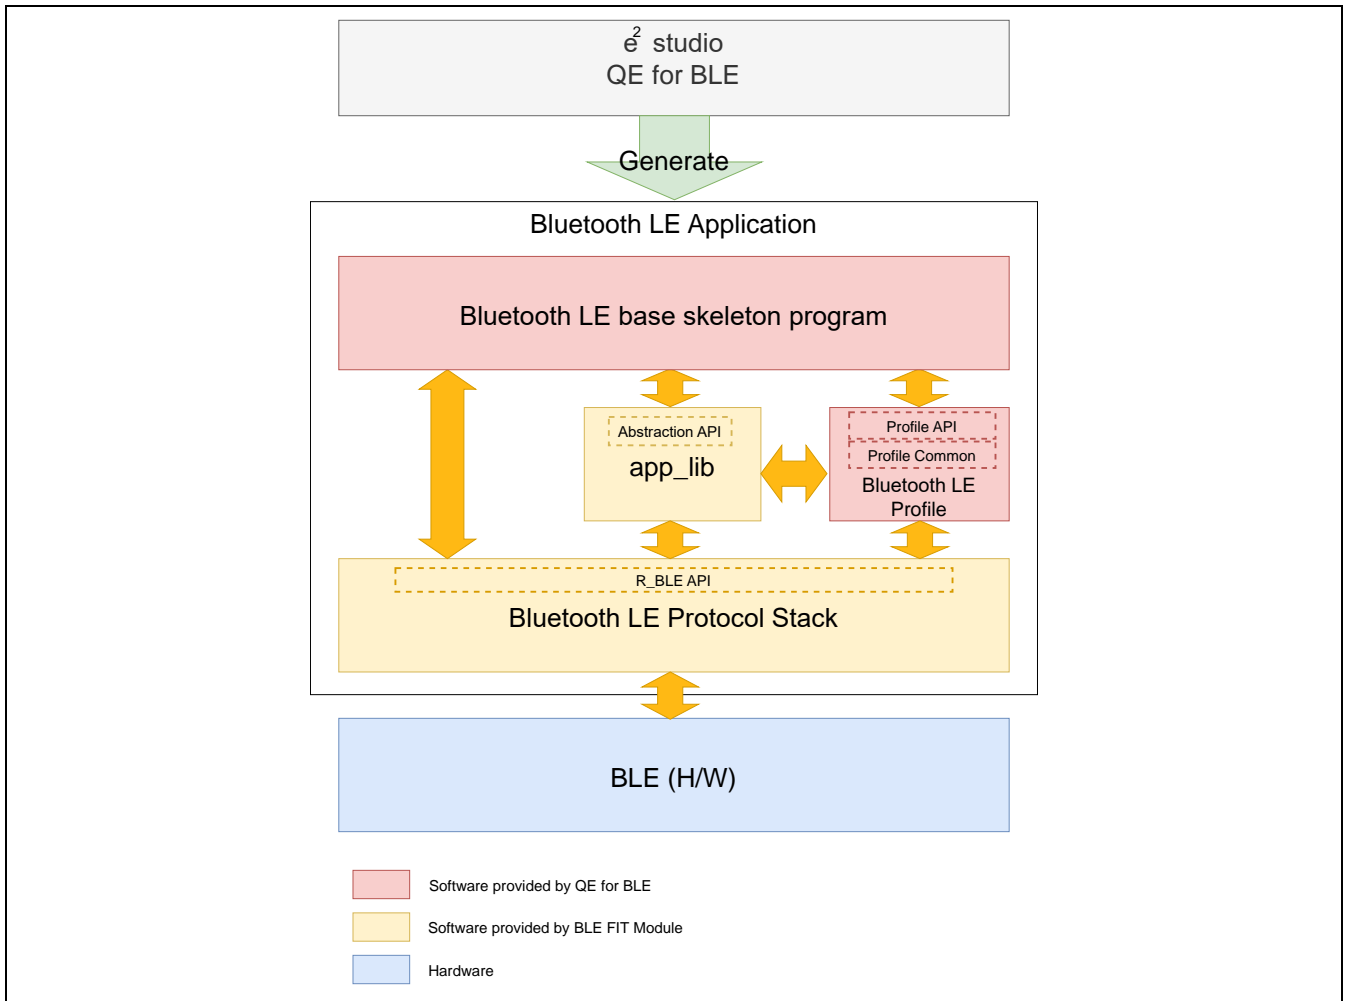 e² studio
QE for BLE
Generate
Bluetooth LE Application
Bluetooth LE base skeleton program
Abstraction API
app_lib
Profile API
Profile Common
Bluetooth LE
Profile
R_BLE API
Bluetooth LE Protocol Stack
BLE (H/W)
Software provided by QE for BLE
Software provided by BLE FIT Module
Hardware